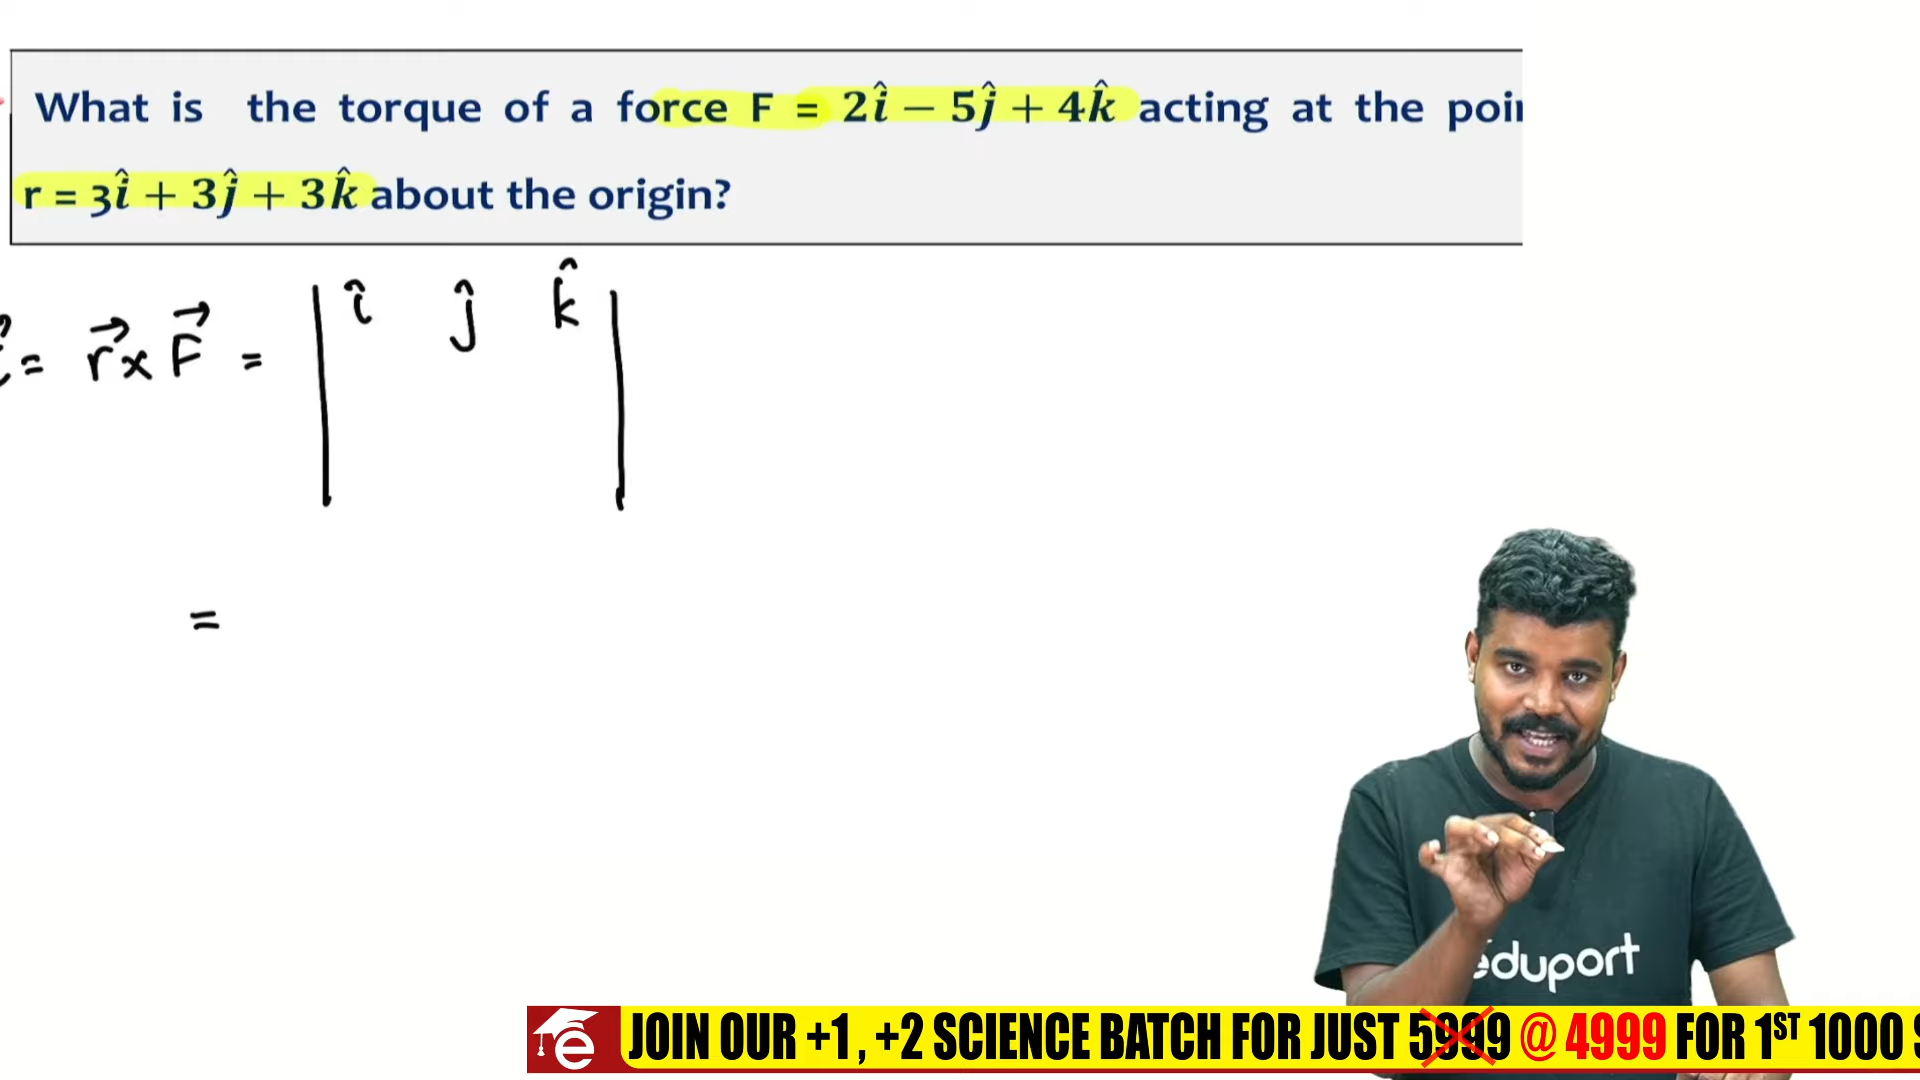 What is the torque of a force F = 2î − 5ĵ + 4k̂ acting at the
r = 3î + 3ĵ + 3k̂ about the origin?
= r⃗ x F⃗ = | î ĵ k̂ |
=
eduport
JOIN OUR +1 , +2 SCIENCE BATCH FOR JUST 5999 @ 4999 FOR 1ST 1000